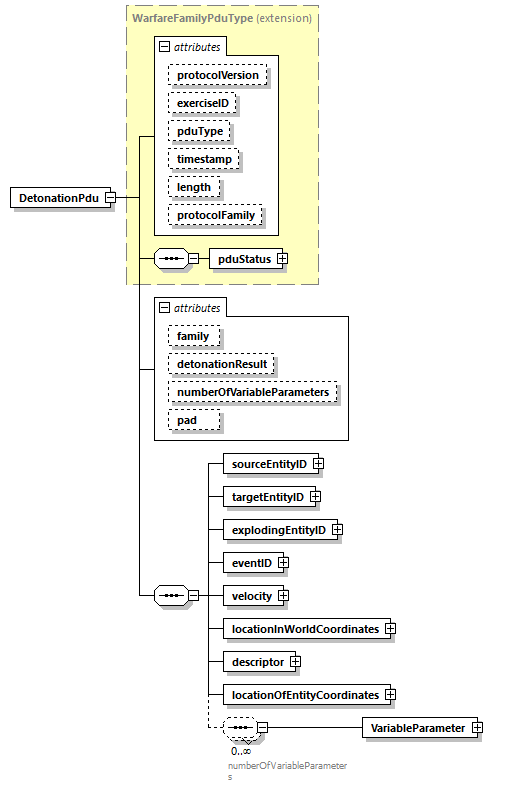 WarfareFamilyPduType (extension)
attributes
protocolVersion
exerciseID
pduType
timestamp
length
protocolFamily
DetonationPdu
pduStatus
attributes
family
detonationResult
numberOfVariableParameters
pad
sourceEntityID
targetEntityID
explodingEntityID
eventID
velocity
locationInWorldCoordinates
descriptor
locationOfEntityCoordinates
VariableParameter
0..∞
numberOfVariableParameter
s